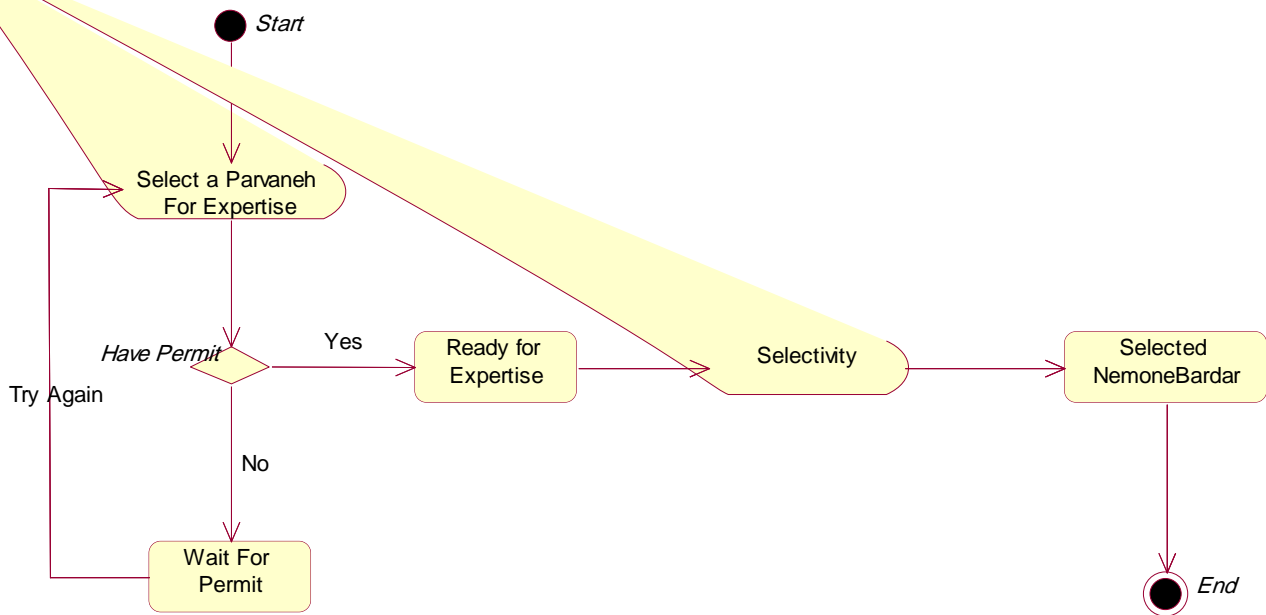 Start
Select a Parvaneh
For Expertise
Have Permit
Yes
Ready for
Expertise
Selectivity
Selected
NemoneBardar
Try Again
No
Wait For
Permit
End